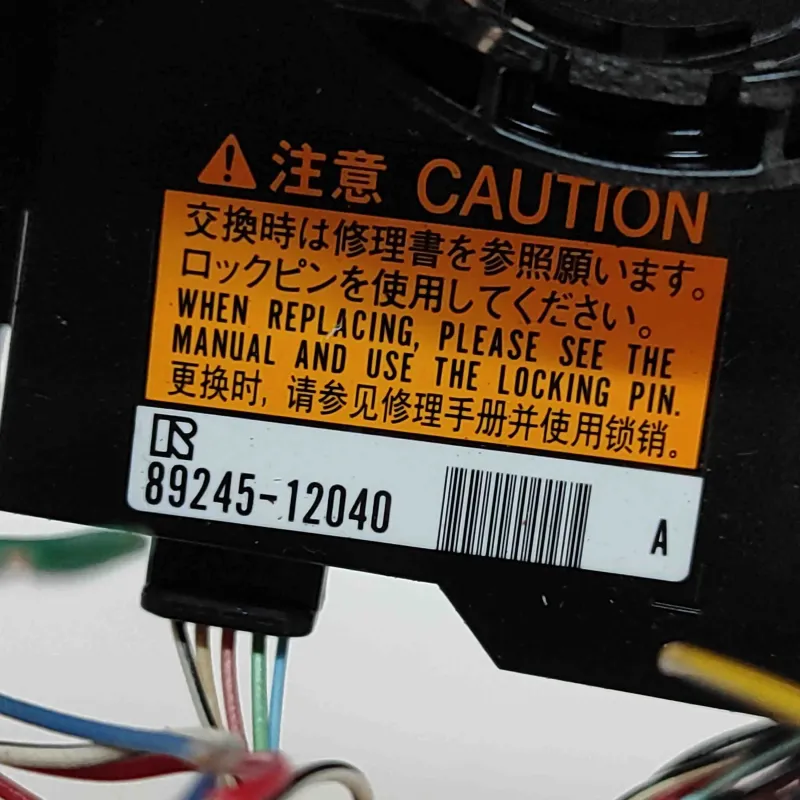 注意 CAUTION
交換時は修理書を参照願います。
ロックピンを使用してください。
WHEN REPLACING, PLEASE SEE THE
MANUAL AND USE THE LOCKING PIN.
更换时, 请参见修理手册并使用锁销。
89245-12040
A